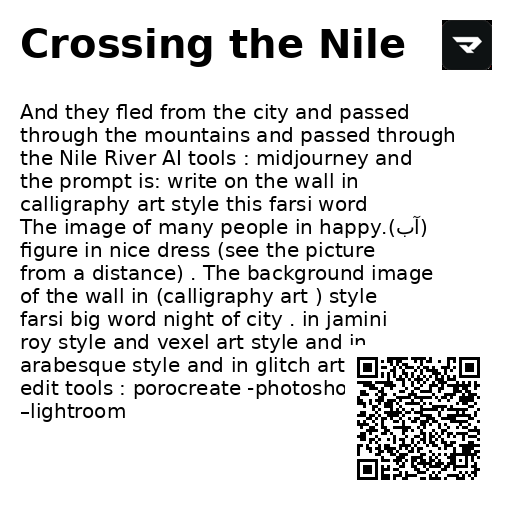 Crossing the Nile
And they fled from the city and passed
through the mountains and passed through
the Nile River AI tools : midjourney and
the prompt is: write on the wall in
calligraphy art style this farsi word
The image of many people in happy.(آب)
figure in nice dress (see the picture
from a distance) . The background image
of the wall in (calligraphy art ) style
farsi big word night of city . in jamini
roy style and vexel art style and in
arabesque style and in glitch art
edit tools : porocreate -photosho
–lightroom